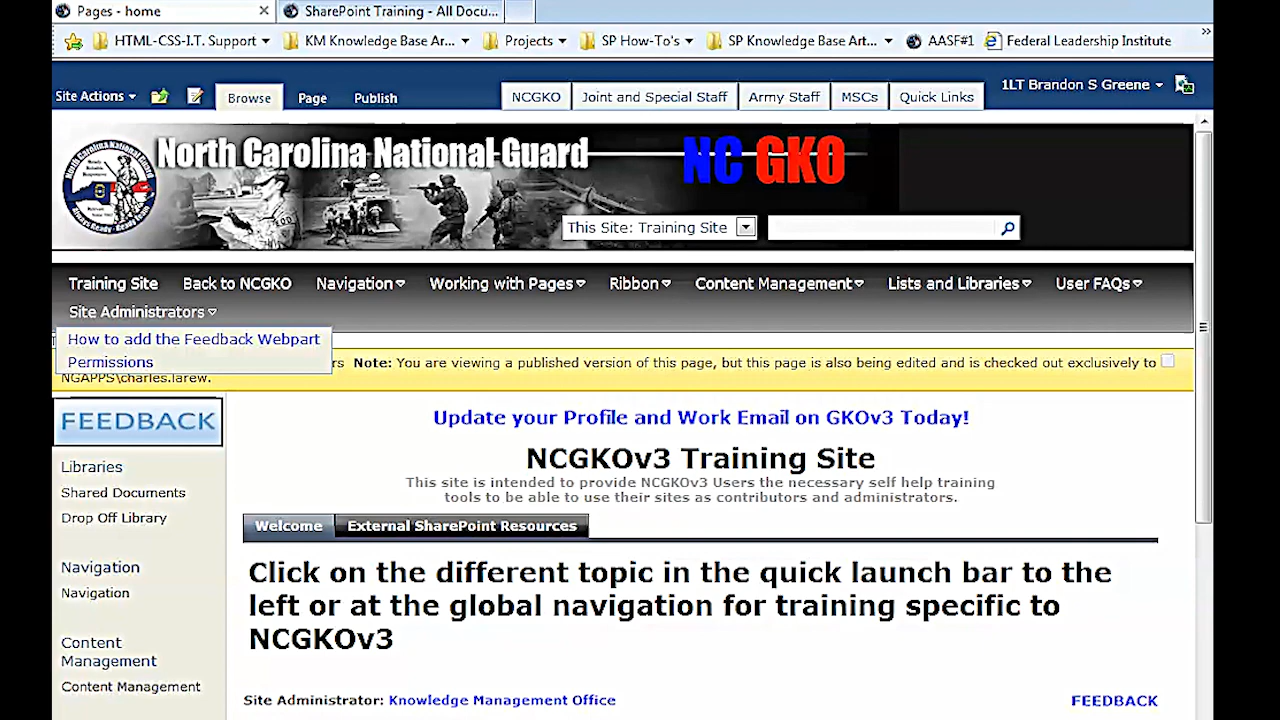 Pages - home
SharePoint Training - All Docu...
HTML-CSS-I.T. Support
KM Knowledge Base Ar...
Projects
SP How-To's
SP Knowledge Base Art...
AASF#1
Federal Leadership Institute
Site Actions
Browse
Page
Publish
NCGKO
Joint and Special Staff
Army Staff
MSCs
Quick Links
1LT Brandon S Greene
North Carolina National Guard
NC GKO
This Site: Training Site
Training Site
Back to NCGKO
Navigation
Working with Pages
Ribbon
Content Management
Lists and Libraries
User FAQs
Site Administrators
How to add the Feedback Webpart
Permissions
rs Note: You are viewing a published version of this page, but this page is also being edited and is checked out exclusively to
NGAPPS\charles.larew.
FEEDBACK
Libraries
Shared Documents
Drop Off Library
Navigation
Navigation
Content
Management
Content Management
Update your Profile and Work Email on GKOv3 Today!
NCGKOv3 Training Site
This site is intended to provide NCGKOv3 Users the necessary self help training
tools to be able to use their sites as contributors and administrators.
Welcome
External SharePoint Resources
Click on the different topic in the quick launch bar to the
left or at the global navigation for training specific to
NCGKOv3
Site Administrator: Knowledge Management Office
FEEDBACK